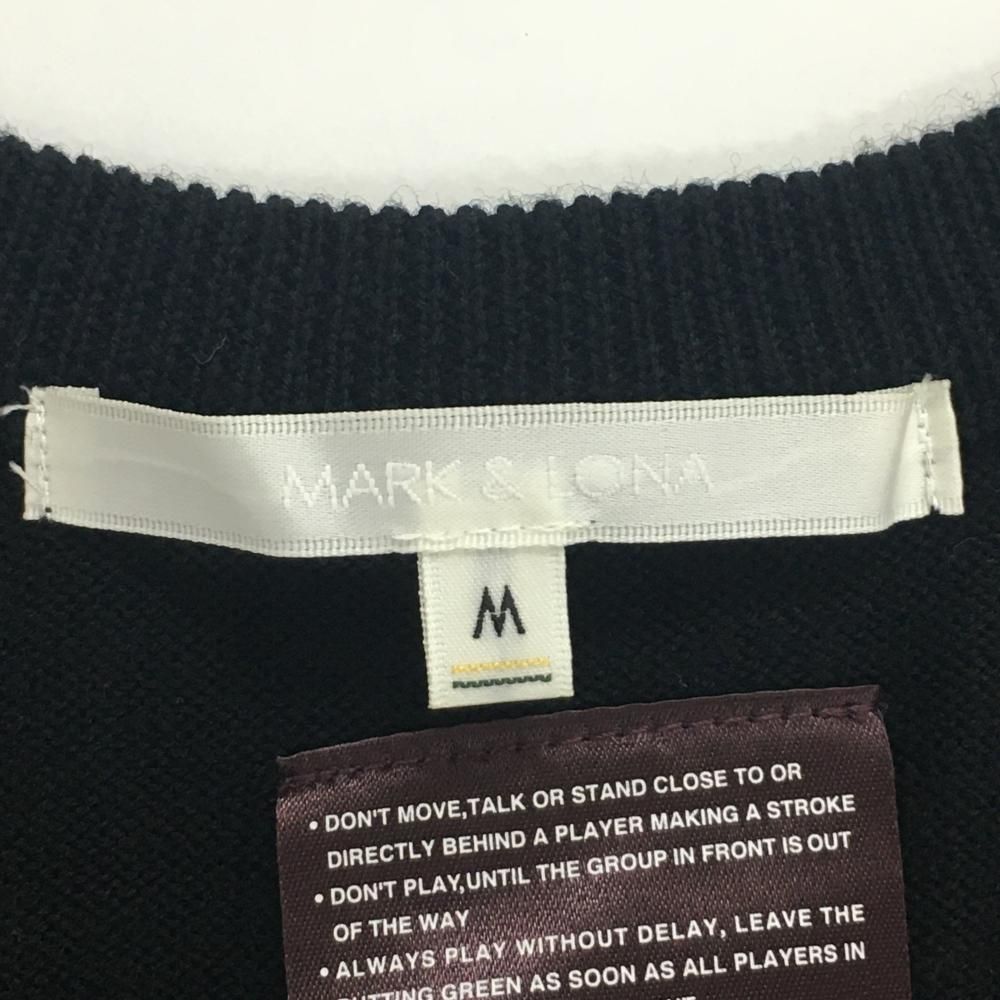 MARK & LONA
M
• DON'T MOVE,TALK OR STAND CLOSE TO OR
DIRECTLY BEHIND A PLAYER MAKING A STROKE
• DON'T PLAY,UNTIL THE GROUP IN FRONT IS OUT
OF THE WAY
• ALWAYS PLAY WITHOUT DELAY, LEAVE THE
PUTTING GREEN AS SOON AS ALL PLAYERS IN